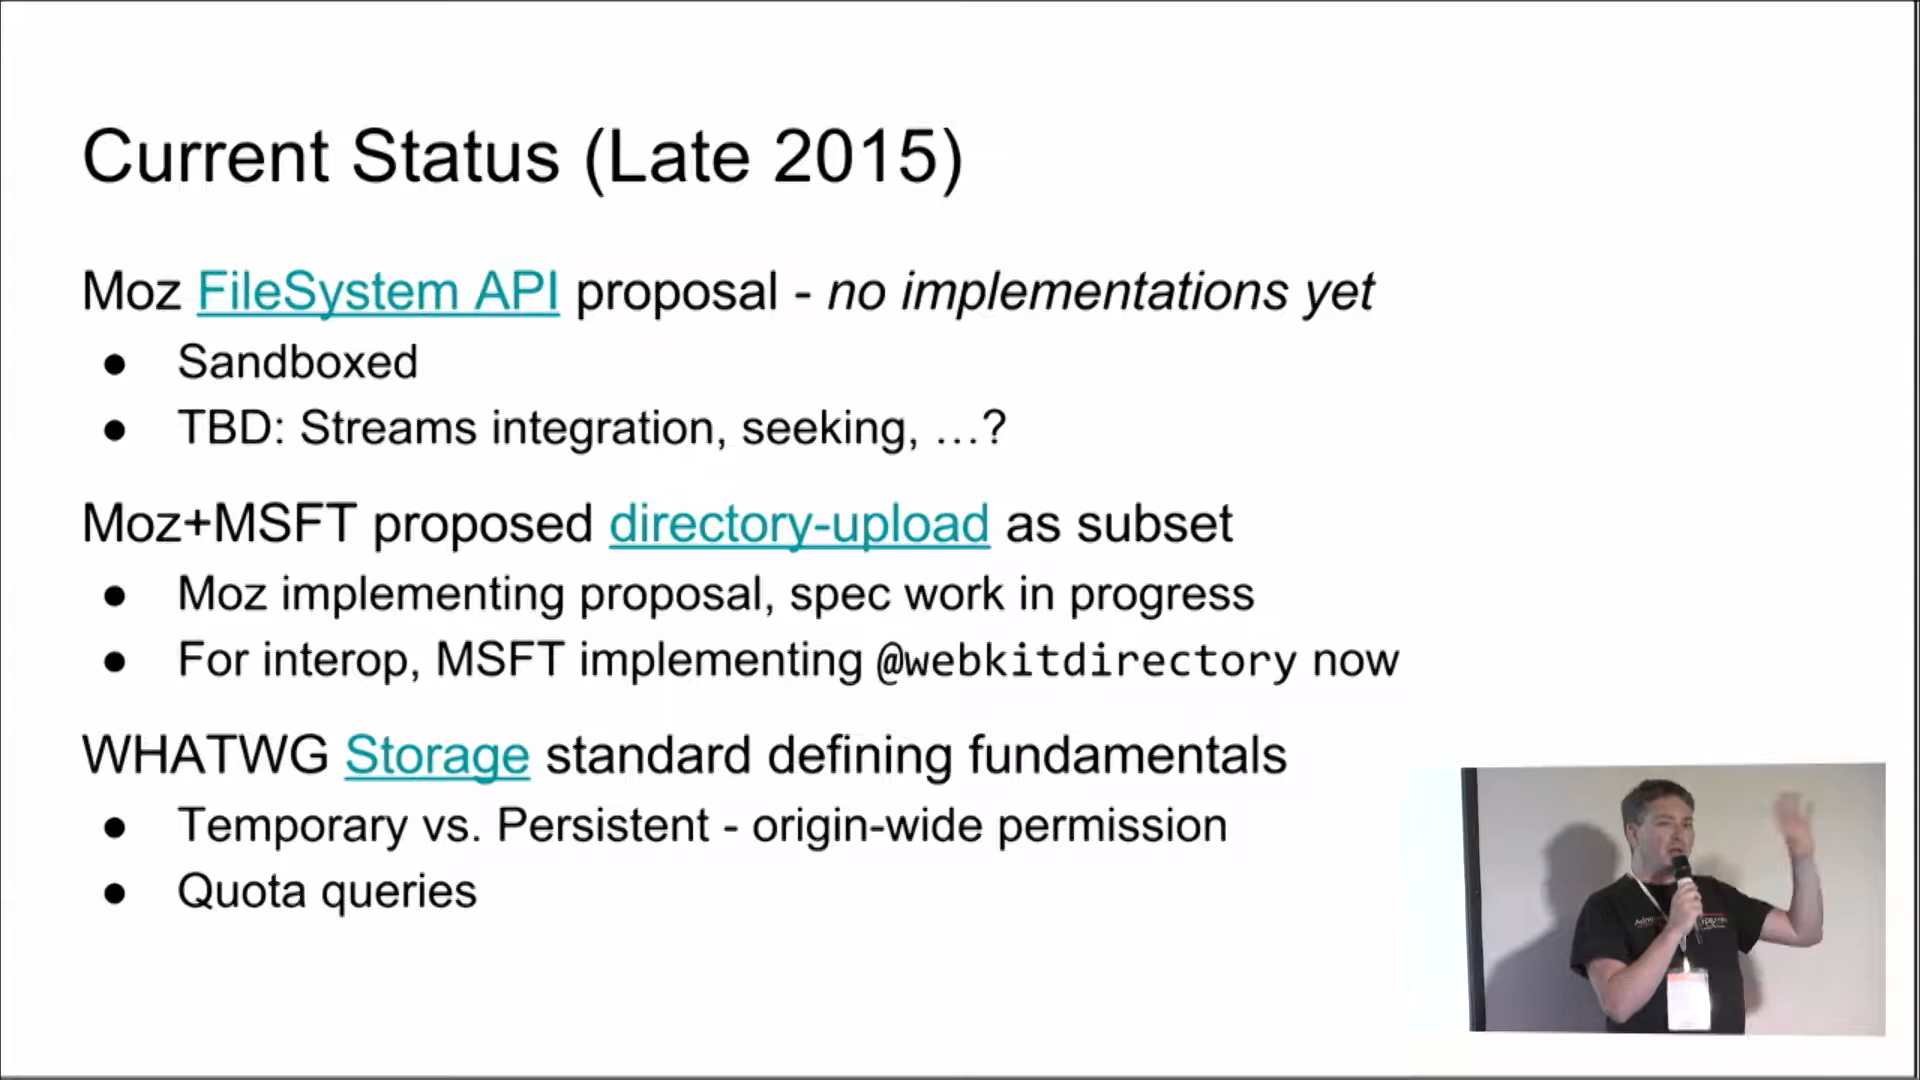 Current Status (Late 2015)
Moz FileSystem API proposal - no implementations yet
● Sandboxed
● TBD: Streams integration, seeking, …?
Moz+MSFT proposed directory-upload as subset
● Moz implementing proposal, spec work in progress
● For interop, MSFT implementing @webkitdirectory now
WHATWG Storage standard defining fundamentals
● Temporary vs. Persistent - origin-wide permission
● Quota queries